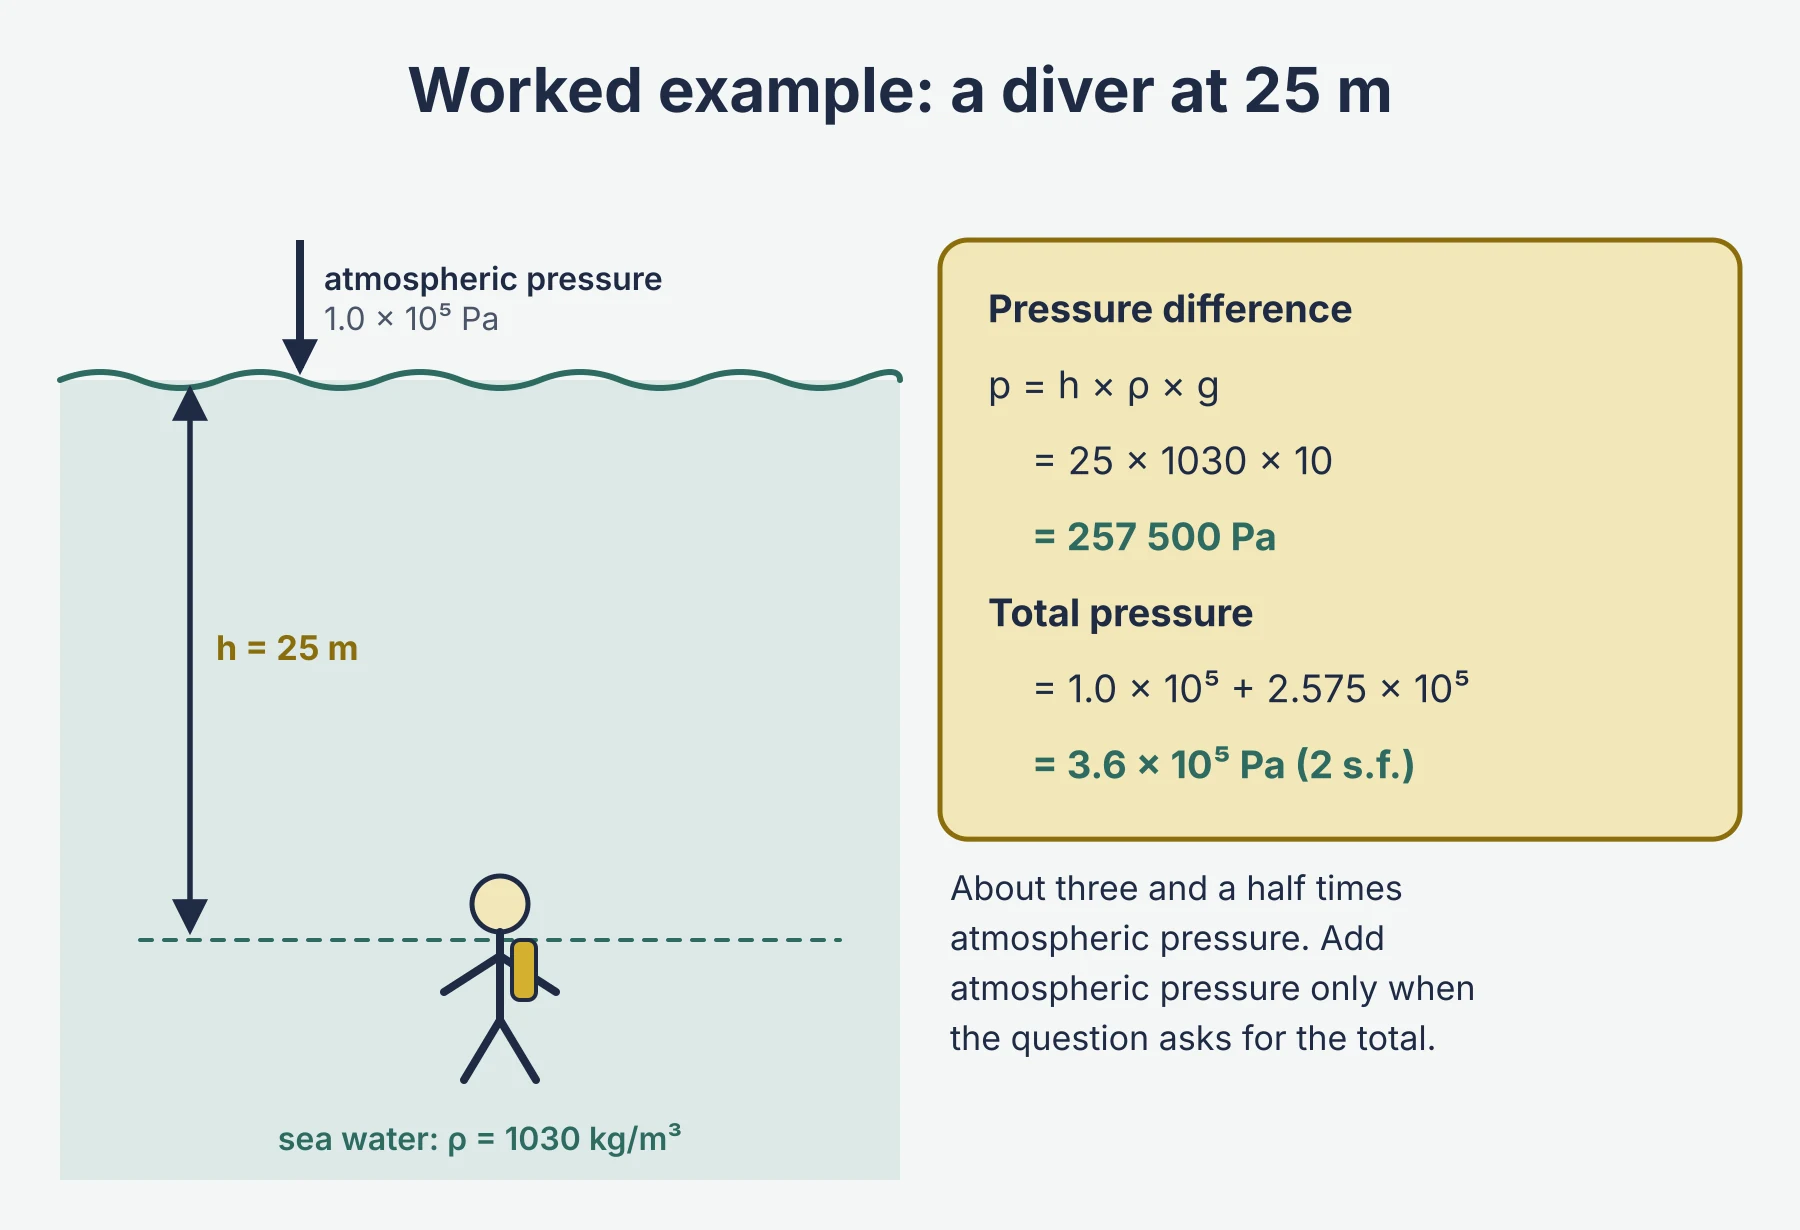 Worked example: a diver at 25 m
atmospheric pressure
1.0 × 10⁵ Pa
h = 25 m
sea water: ρ = 1030 kg/m³
Pressure difference
p = h × ρ × g
= 25 × 1030 × 10
= 257 500 Pa
Total pressure
= 1.0 × 10⁵ + 2.575 × 10⁵
= 3.6 × 10⁵ Pa (2 s.f.)
About three and a half times
atmospheric pressure. Add
atmospheric pressure only when
the question asks for the total.